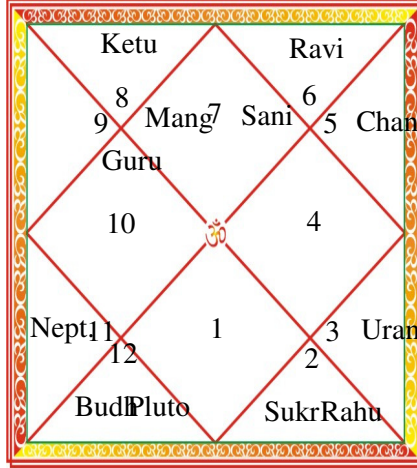 Ketu
Ravi
8
6
9 Mang 7 Sani 5 Chan
Guru
10
4
ॐ
Nept. 11
1
3 Uran
12
2
Budh Pluto
Sukr Rahu